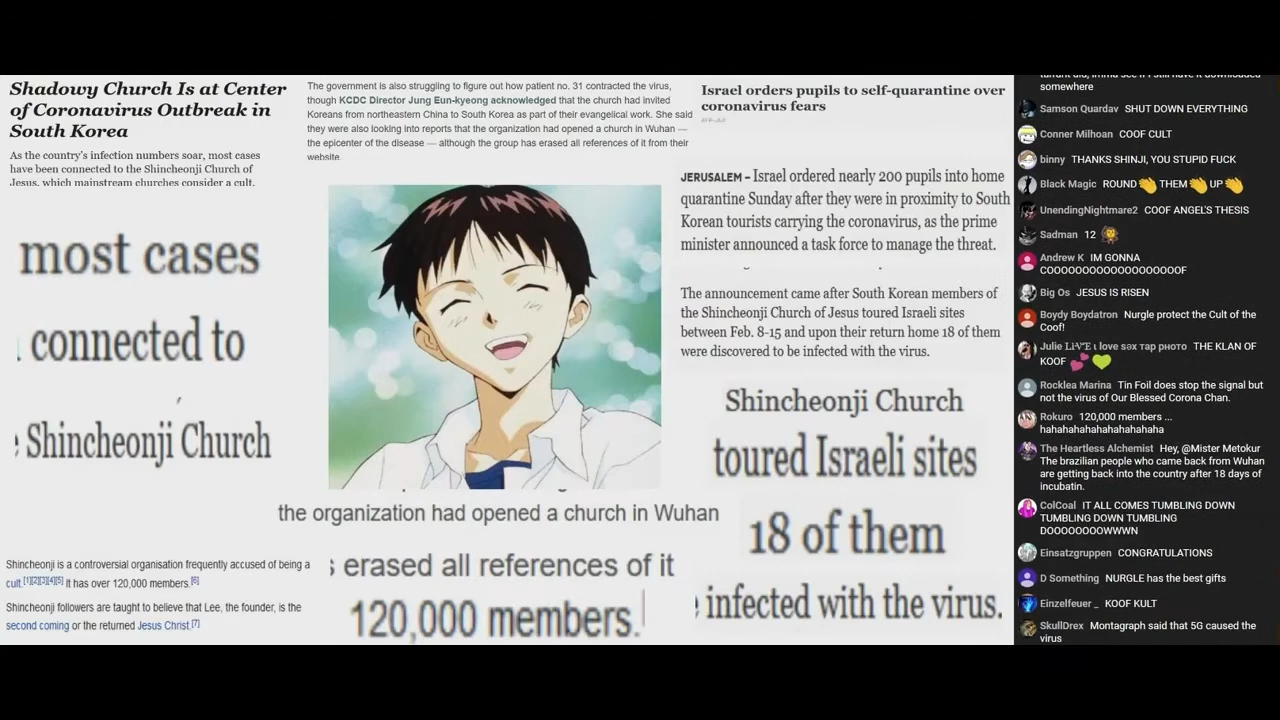 Shadowy Church Is at Center
of Coronavirus Outbreak in
South Korea
As the country's infection numbers soar, most cases
have been connected to the Shincheonji Church of
Jesus, which mainstream churches consider a cult.
most cases
connected to
Shincheonji Church
Shincheonji is a controversial organisation frequently accused of being a
cult.[1][2][3][4][5] It has over 120,000 members.[6]
Shincheonji followers are taught to believe that Lee, the founder, is the
second coming or the returned Jesus Christ.[7]
The government is also struggling to figure out how patient no. 31 contracted the virus,
though KCDC Director Jung Eun-kyeong acknowledged that the church had invited
Koreans from northeastern China to South Korea as part of their evangelical work. She said
they were also looking into reports that the organization had opened a church in Wuhan —
the epicenter of the disease — although the group has erased all references of it from their
website.
the organization had opened a church in Wuhan
s erased all references of it
120,000 members.
Israel orders pupils to self-quarantine over
coronavirus fears
JERUSALEM – Israel ordered nearly 200 pupils into home
quarantine Sunday after they were in proximity to South
Korean tourists carrying the coronavirus, as the prime
minister announced a task force to manage the threat.
The announcement came after South Korean members of
the Shincheonji Church of Jesus toured Israeli sites
between Feb. 8-15 and upon their return home 18 of them
were discovered to be infected with the virus.
Shincheonji Church
toured Israeli sites
18 of them
infected with the virus.
somewhere
Samson Quardav SHUT DOWN EVERYTHING
Conner Milhoan COOF CULT
binny THANKS SHINJI, YOU STUPID FUCK
Black Magic ROUND👏THEM👏UP👏
UnendingNightmare2 COOF ANGEL'S THESIS
Sadman 12
Andrew K IM GONNA
COOOOOOOOOOOOOOOOOOOF
Big Os JESUS IS RISEN
Boydy Boydatron Nurgle protect the Cult of the
Coof!
Julie THE KLAN OF
KOOF 💕💚
Rocklea Marina Tin Foil does stop the signal but
not the virus of Our Blessed Corona Chan.
Rokuro 120,000 members ...
hahahahahahahahahahaha
The Heartless Alchemist Hey, @Mister Metokur
The brazilian people who came back from Wuhan
are getting back into the country after 18 days of
incubatin.
ColCoal IT ALL COMES TUMBLING DOWN
TUMBLING DOWN TUMBLING
DOOOOOOOOWWWN
Einsatzgruppen CONGRATULATIONS
D Something NURGLE has the best gifts
Einzelfeuer _ KOOF KULT
SkullDrex Montagraph said that 5G caused the
virus